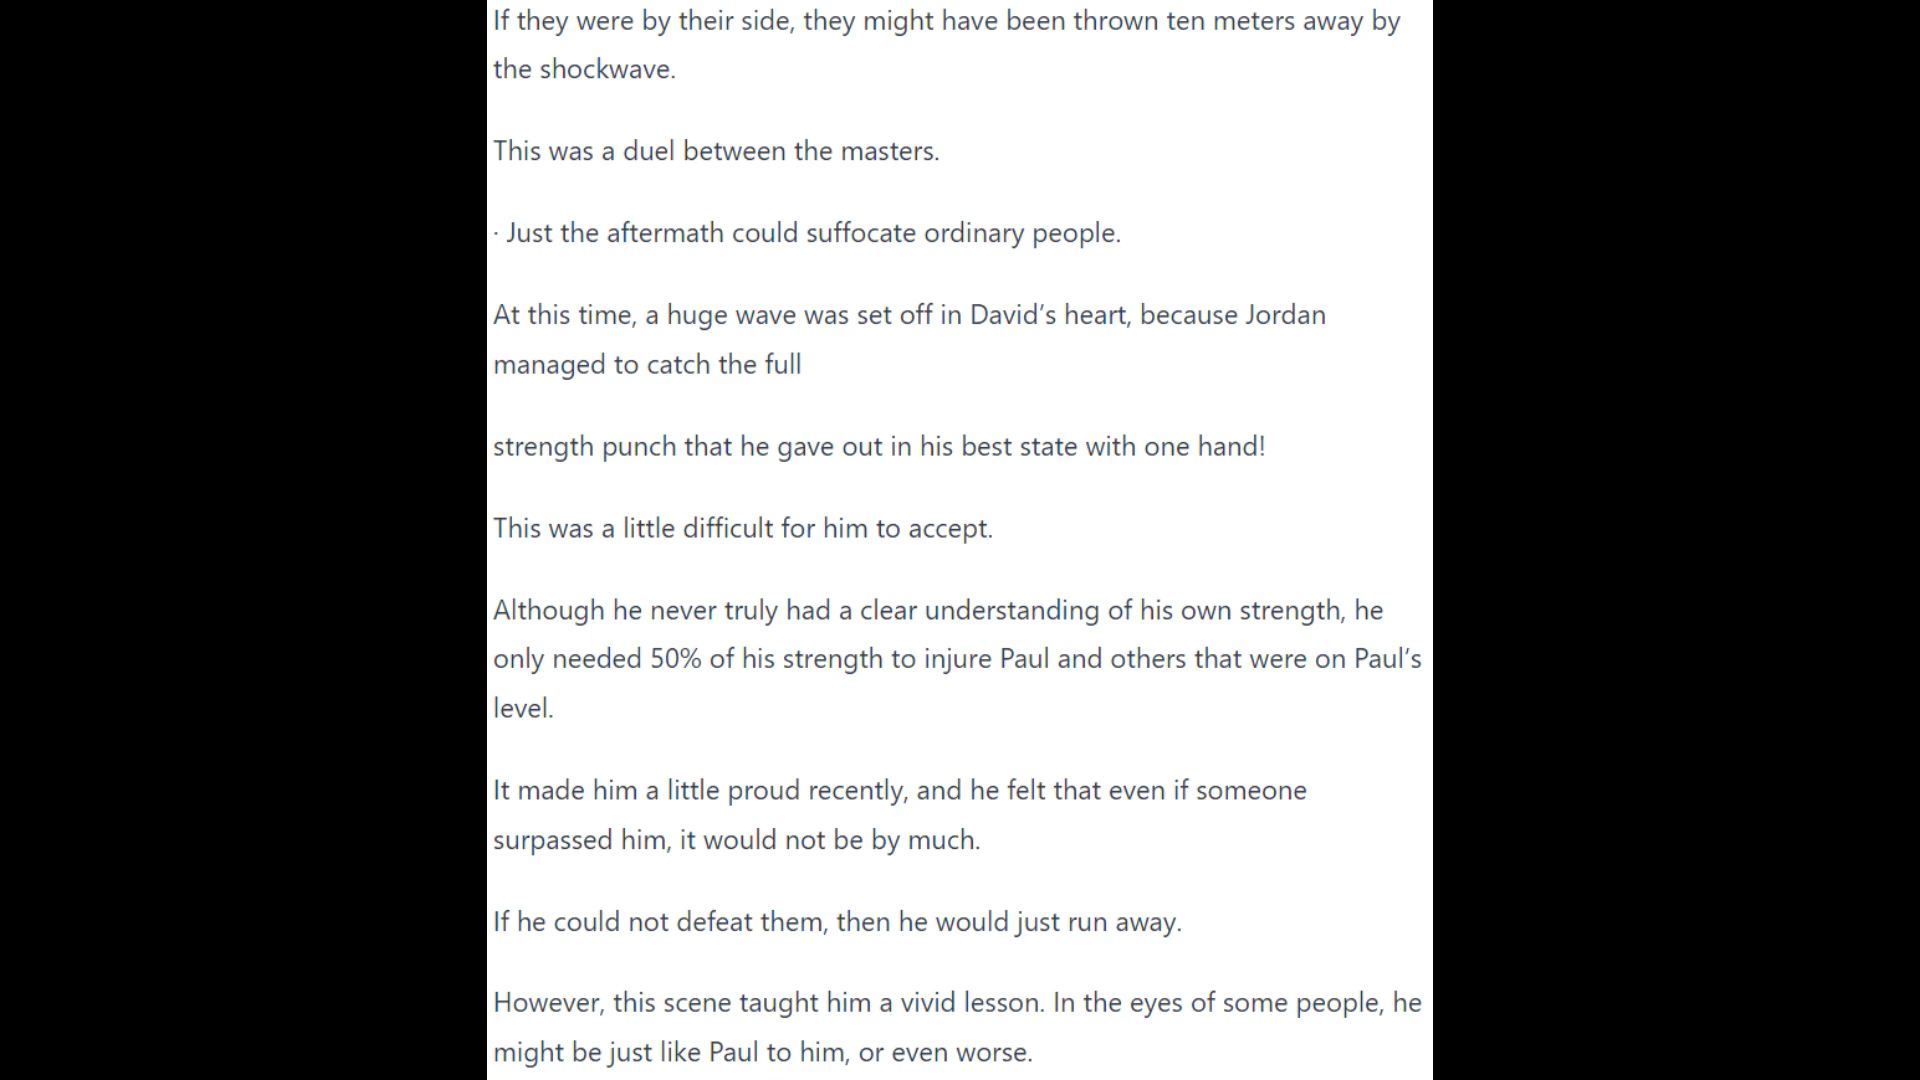 If they were by their side, they might have been thrown ten meters away by
the shockwave.
This was a duel between the masters.
· Just the aftermath could suffocate ordinary people.
At this time, a huge wave was set off in David’s heart, because Jordan
managed to catch the full
strength punch that he gave out in his best state with one hand!
This was a little difficult for him to accept.
Although he never truly had a clear understanding of his own strength, he
only needed 50% of his strength to injure Paul and others that were on Paul’s
level.
It made him a little proud recently, and he felt that even if someone
surpassed him, it would not be by much.
If he could not defeat them, then he would just run away.
However, this scene taught him a vivid lesson. In the eyes of some people, he
might be just like Paul to him, or even worse.